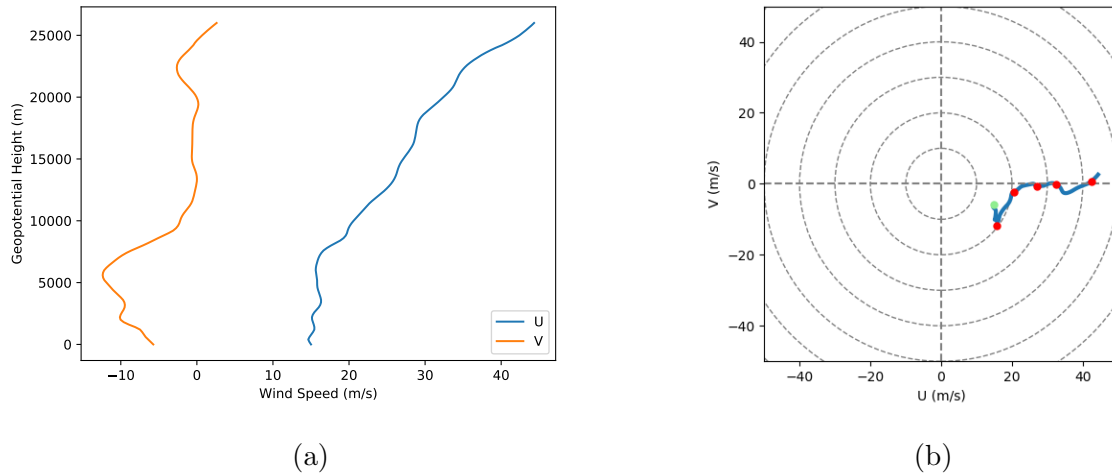 25000
20000
15000
10000
5000
0
Geopotential Height (m)
−10 0 10 20 30 40
Wind Speed (m/s)
U
V
(a)
40
20
0
−20
−40
V (m/s)
−40 −20 0 20 40
U (m/s)
(b)